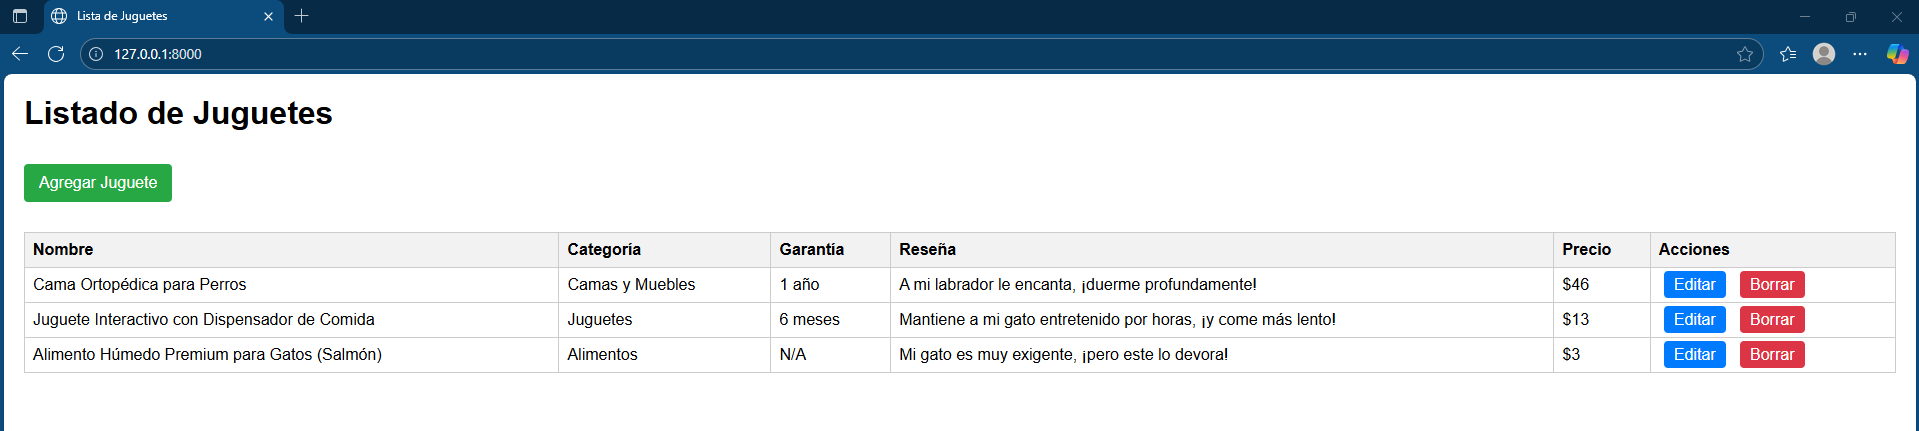 Lista de Juguetes
127.0.0.1:8000
Listado de Juguetes
Agregar Juguete
Nombre Categoría Garantía Reseña Precio Acciones
Cama Ortopédica para Perros Camas y Muebles 1 año A mi labrador le encanta, ¡duerme profundamente! $46 Editar Borrar
Juguete Interactivo con Dispensador de Comida Juguetes 6 meses Mantiene a mi gato entretenido por horas, ¡y come más lento! $13 Editar Borrar
Alimento Húmedo Premium para Gatos (Salmón) Alimentos N/A Mi gato es muy exigente, ¡pero este lo devora! $3 Editar Borrar